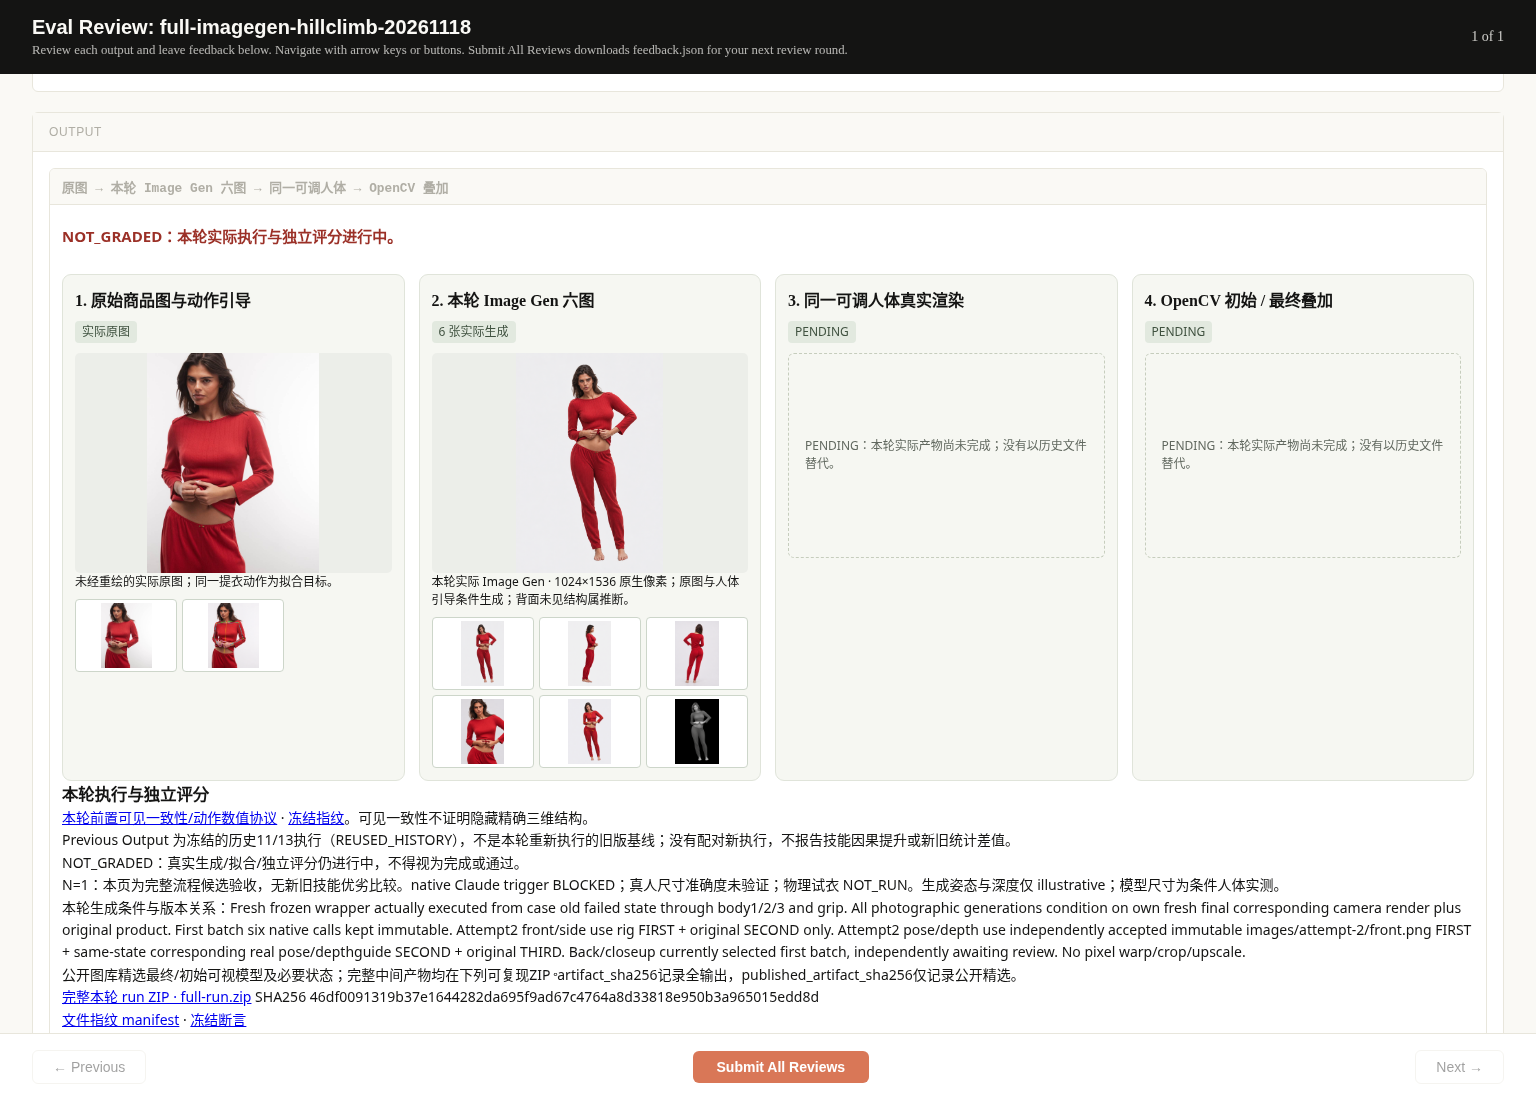 Eval Review: full-imagegen-hillclimb-20261118
Review each output and leave feedback below. Navigate with arrow keys or buttons. Submit All Reviews downloads feedback.json for your next review round.
1 of 1
OUTPUT
原图 → 本轮 Image Gen 六图 → 同一可调人体 → OpenCV 叠加
NOT_GRADED：本轮实际执行与独立评分进行中。
1. 原始商品图与动作引导
实际原图
未经重绘的实际原图；同一提衣动作为拟合目标。
2. 本轮 Image Gen 六图
6 张实际生成
本轮实际 Image Gen · 1024×1536 原生像素；原图与人体
引导条件生成；背面未见结构属推断。
3. 同一可调人体真实渲染
PENDING
PENDING：本轮实际产物尚未完成；没有以历史文件
替代。
4. OpenCV 初始 / 最终叠加
PENDING
PENDING：本轮实际产物尚未完成；没有以历史文件
替代。
本轮执行与独立评分
本轮前置可见一致性/动作数值协议 · 冻结指纹。可见一致性不证明隐藏精确三维结构。
Previous Output 为冻结的历史11/13执行（REUSED_HISTORY），不是本轮重新执行的旧版基线；没有配对新执行，不报告技能因果提升或新旧统计差值。
NOT_GRADED：真实生成/拟合/独立评分仍进行中，不得视为完成或通过。
N=1：本页为完整流程候选验收，无新旧技能优劣比较。native Claude trigger BLOCKED；真人尺寸准确度未验证；物理试衣 NOT_RUN。生成姿态与深度仅 illustrative；模型尺寸为条件人体实测。
本轮生成条件与版本关系：Fresh frozen wrapper actually executed from case old failed state through body1/2/3 and grip. All photographic generations condition on own fresh final corresponding camera render plus
original product. First batch six native calls kept immutable. Attempt2 front/side use rig FIRST + original SECOND only. Attempt2 pose/depth use independently accepted immutable images/attempt-2/front.png FIRST
+ same-state corresponding real pose/depthguide SECOND + original THIRD. Back/closeup currently selected first batch, independently awaiting review. No pixel warp/crop/upscale.
公开图库精选最终/初始可视模型及必要状态；完整中间产物均在下列可复现ZIP。artifact_sha256记录全输出，published_artifact_sha256仅记录公开精选。
完整本轮 run ZIP · full-run.zip SHA256 46df0091319b37e1644282da695f9ad67c4764a8d33818e950b3a965015edd8d
文件指纹 manifest · 冻结断言
← Previous
Submit All Reviews
Next →